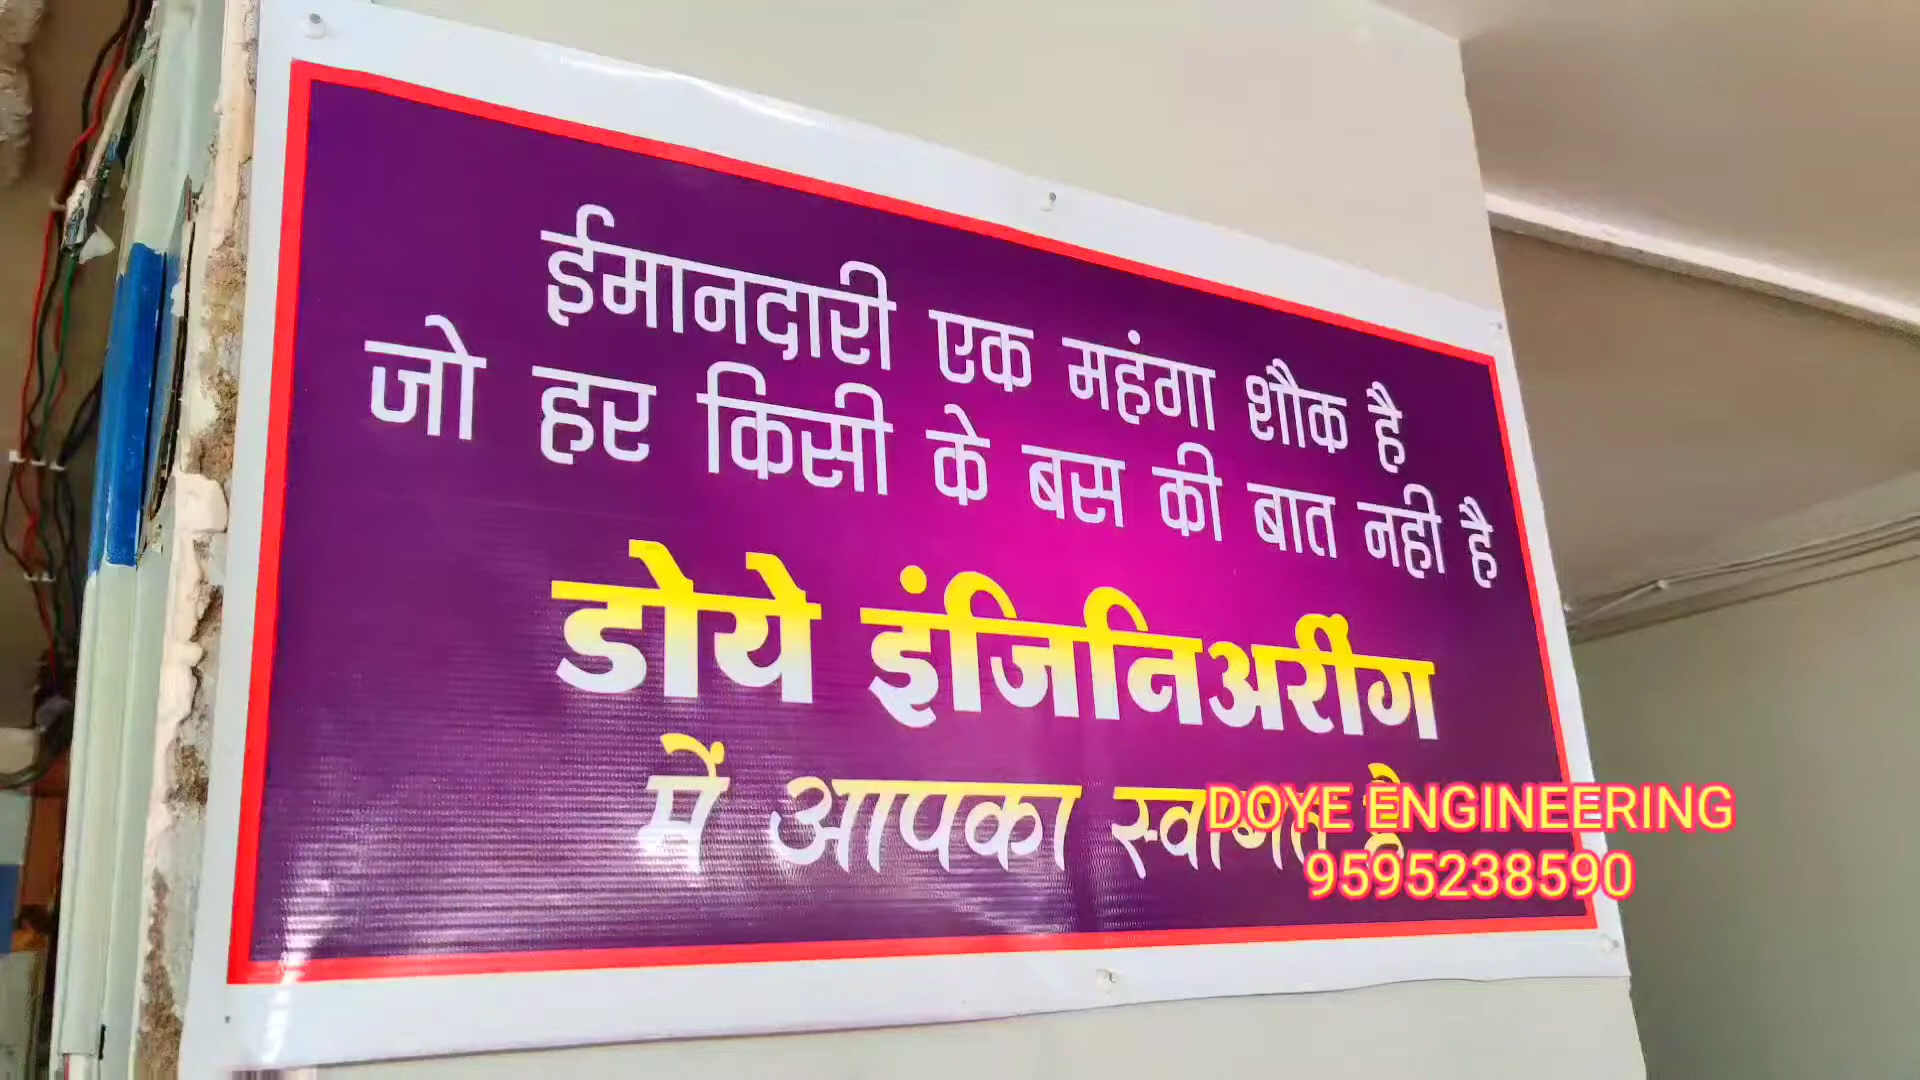 ईमानदारी एक महंगा शौक है
जो हर किसी के बस की बात नही है
डोये इंजिनिअरींग
में आपका स्वागत है
DOYE ENGINEERING
9595238590